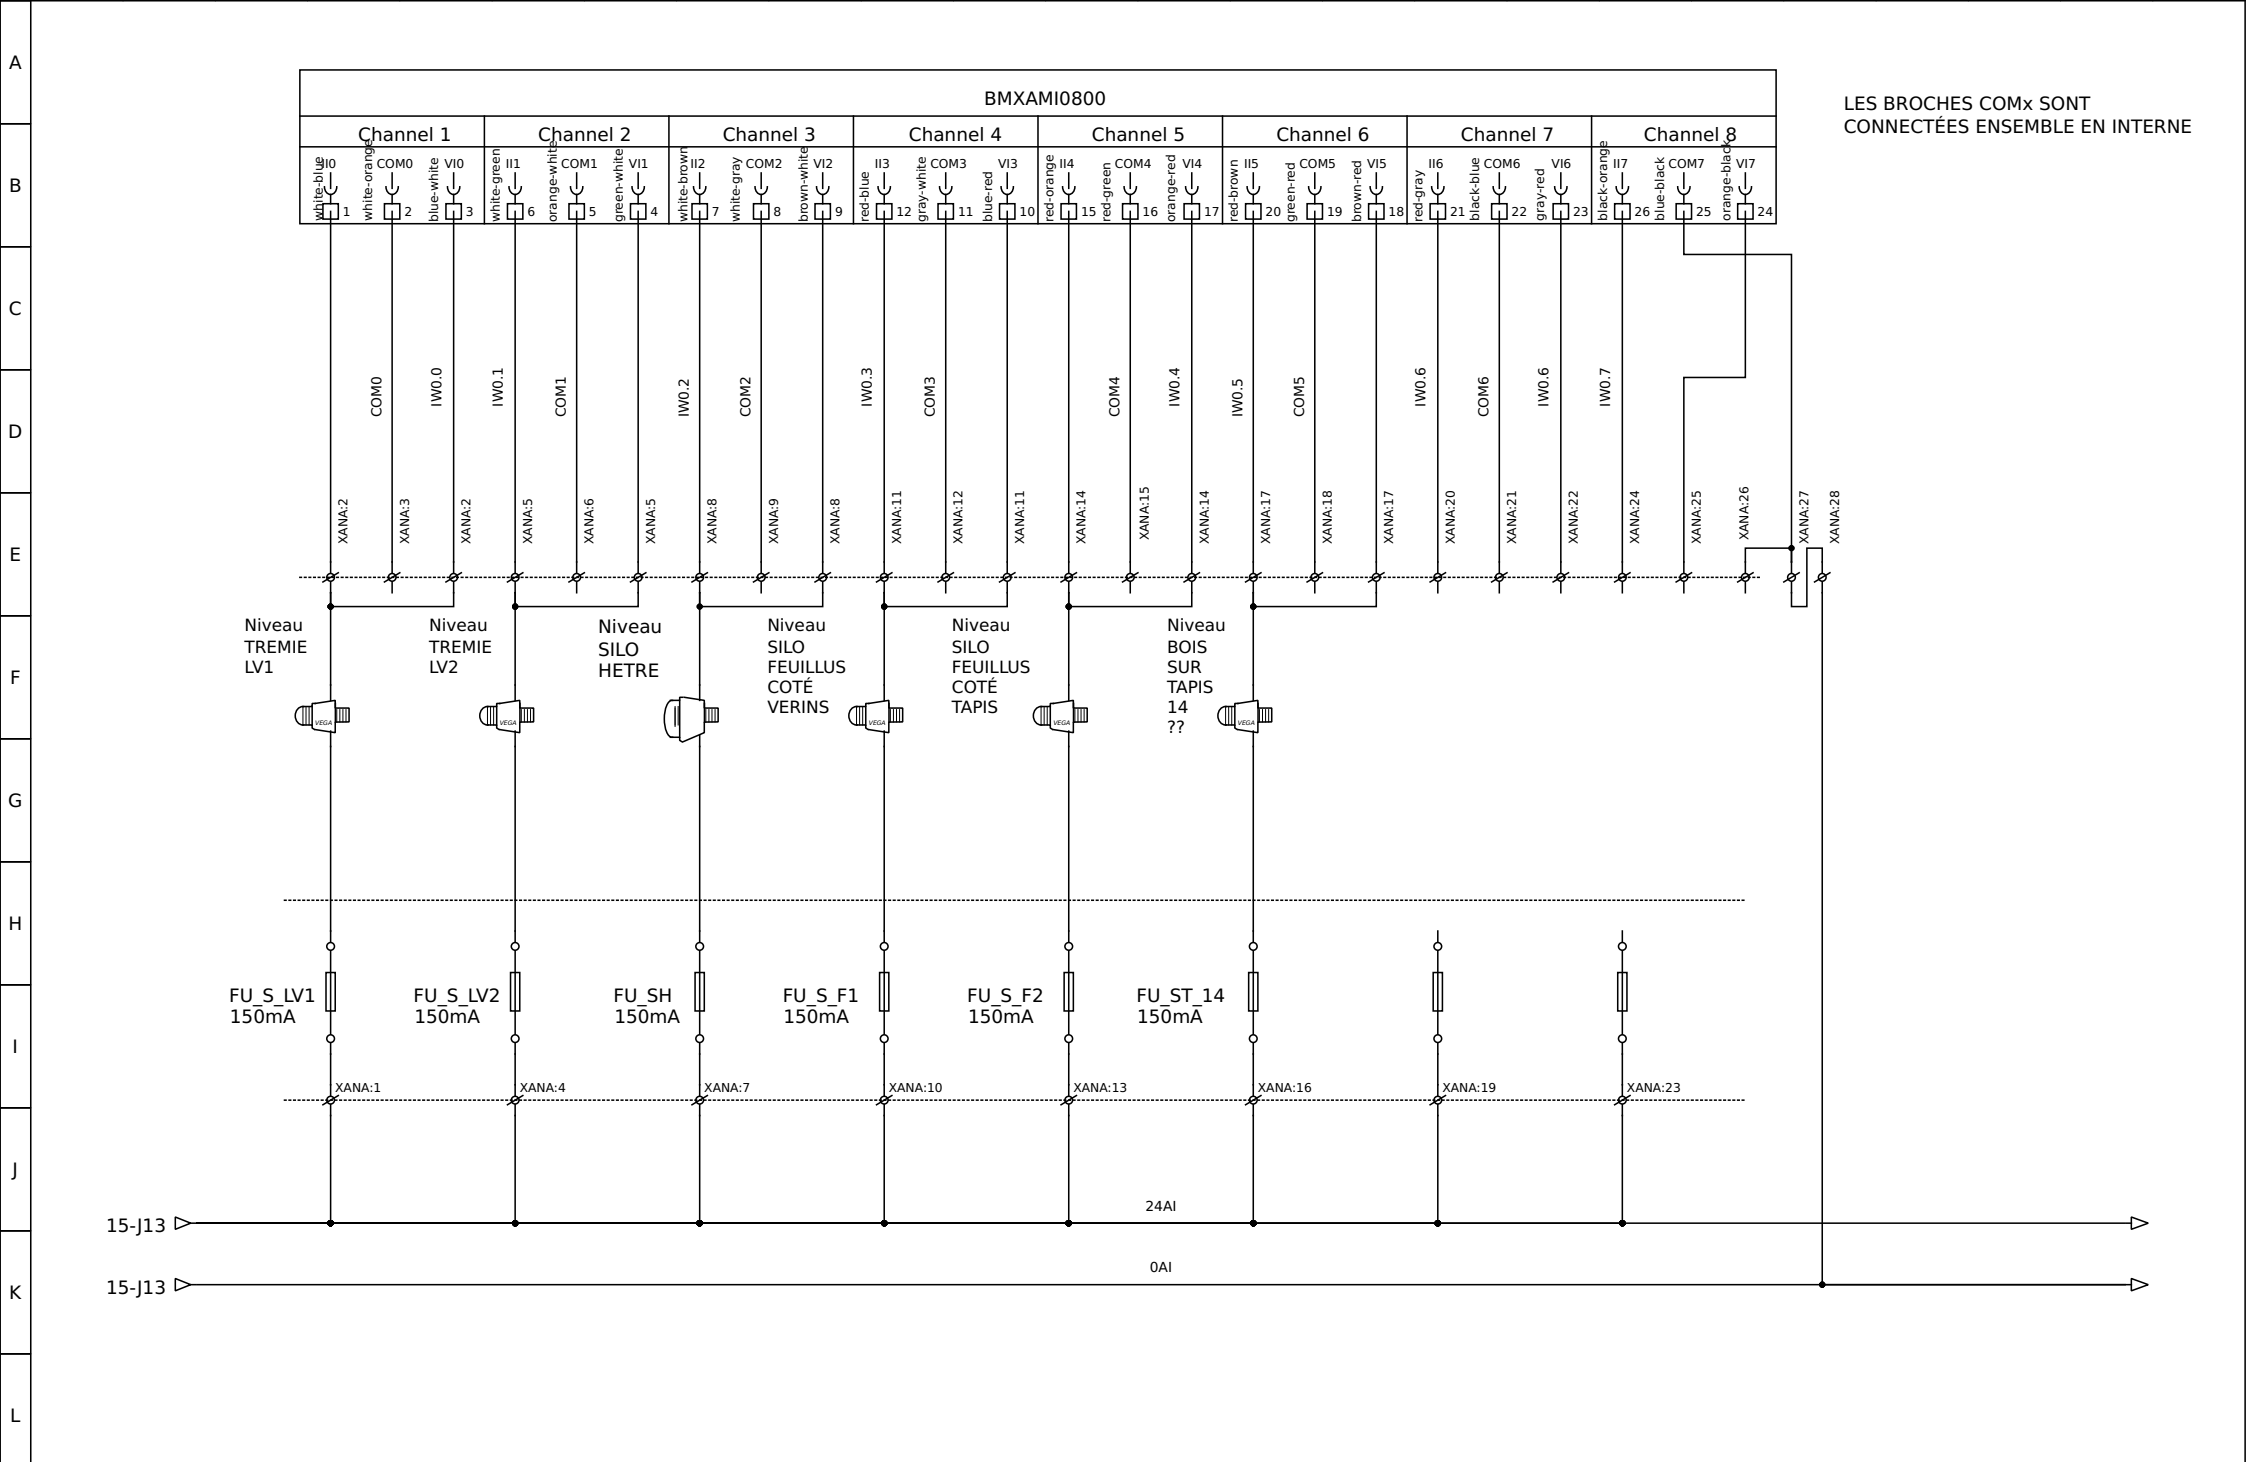 A
BMXAMI0800
LES BROCHES COMx SONT
CONNECTÉES ENSEMBLE EN INTERNE
Channel 1
Channel 2
Channel 3
Channel 4
Channel 5
Channel 6
Channel 7
Channel 8
B
white-blue II0 1
white-orange COM0 2
blue-white VI0 3
white-green II1 6
orange-white COM1 5
green-white VI1 4
white-brown II2 7
white-gray COM2 8
brown-white VI2 9
red-blue II3 12
gray-white COM3 11
blue-red VI3 10
red-orange II4 15
red-green COM4 16
orange-red VI4 17
red-brown II5 20
green-red COM5 19
brown-red VI5 18
red-gray II6 21
black-blue COM6 22
gray-red VI6 23
black-orange II7 26
blue-black COM7 25
orange-black VI7 24
C
D
COM0
IW0.0
IW0.1
COM1
IW0.2
COM2
IW0.3
COM3
COM4
IW0.4
IW0.5
COM5
IW0.6
COM6
IW0.6
IW0.7
E
XANA:2
XANA:3
XANA:2
XANA:5
XANA:6
XANA:5
XANA:8
XANA:9
XANA:8
XANA:11
XANA:12
XANA:11
XANA:14
XANA:15
XANA:14
XANA:17
XANA:18
XANA:17
XANA:20
XANA:21
XANA:22
XANA:24
XANA:25
XANA:26
XANA:27
XANA:28
F
Niveau
TREMIE
LV1
Niveau
TREMIE
LV2
Niveau
SILO
HETRE
Niveau
SILO
FEUILLUS
COTÉ
VERINS
Niveau
SILO
FEUILLUS
COTÉ
TAPIS
Niveau
BOIS
SUR
TAPIS
14
??
VEGA
VEGA
VEGA
VEGA
VEGA
G
H
I
FU_S_LV1
150mA
FU_S_LV2
150mA
FU_SH
150mA
FU_S_F1
150mA
FU_S_F2
150mA
FU_ST_14
150mA
XANA:1
XANA:4
XANA:7
XANA:10
XANA:13
XANA:16
XANA:19
XANA:23
J
24AI
15-J13
K
0AI
15-J13
L